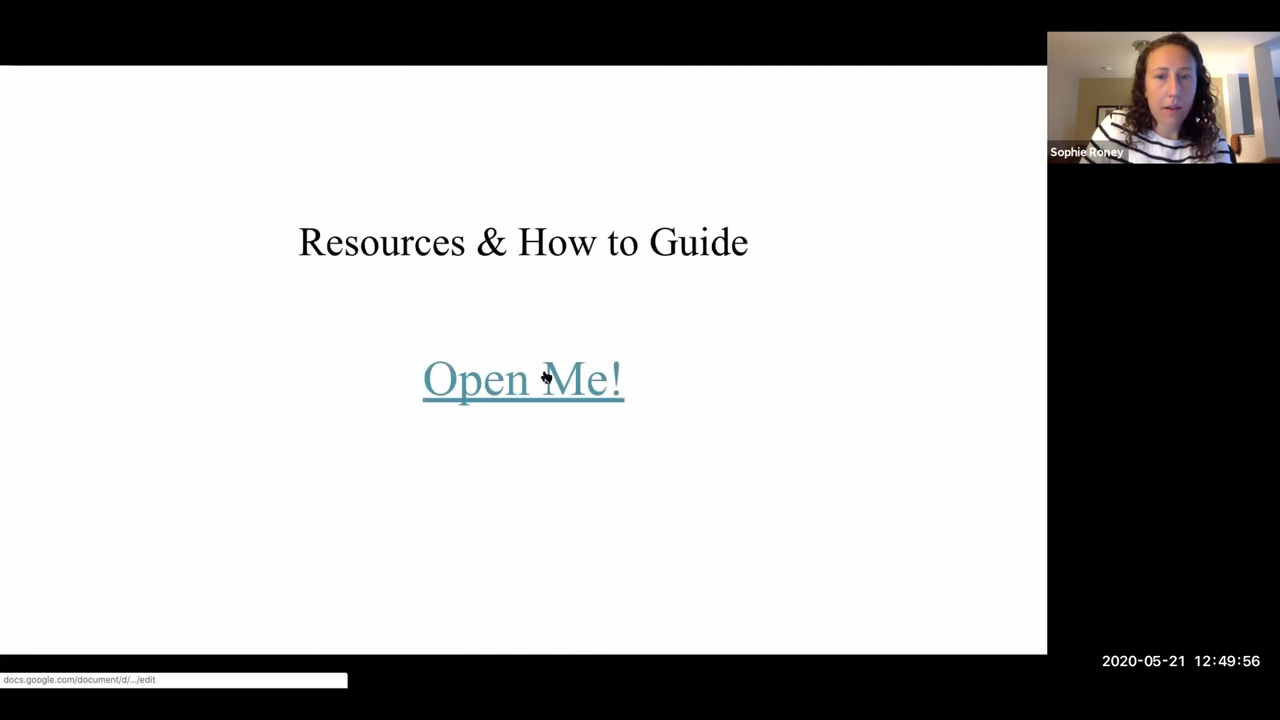 Resources & How to Guide
Open Me!
Sophie Roney
2020-05-21 12:49:56
docs.google.com/document/d/.../edit